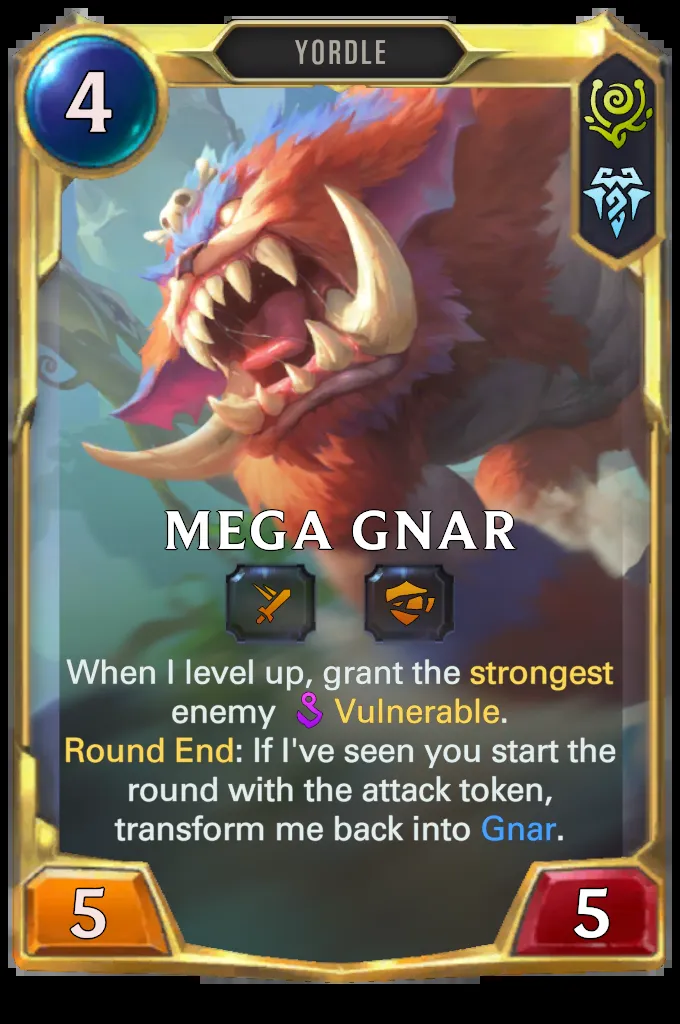 YORDLE
4
MEGA GNAR
When I level up, grant the strongest
enemy Vulnerable.
Round End: If I've seen you start the
round with the attack token,
transform me back into Gnar.
5
5